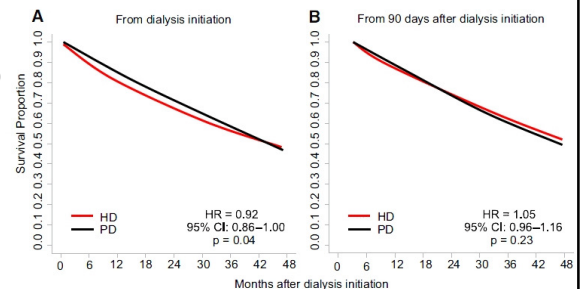 A From dialysis initiation
B From 90 days after dialysis initiation
Survival Proportion
0.0 0.1 0.2 0.3 0.4 0.5 0.6 0.7 0.8 0.9 1.0
HD
PD
HR = 0.92
95% CI: 0.86–1.00
p = 0.04
0 6 12 18 24 30 36 42 48
0.0 0.1 0.2 0.3 0.4 0.5 0.6 0.7 0.8 0.9 1.0
HD
PD
HR = 1.05
95% CI: 0.96–1.16
p = 0.23
0 6 12 18 24 30 36 42 48
Months after dialysis initiation